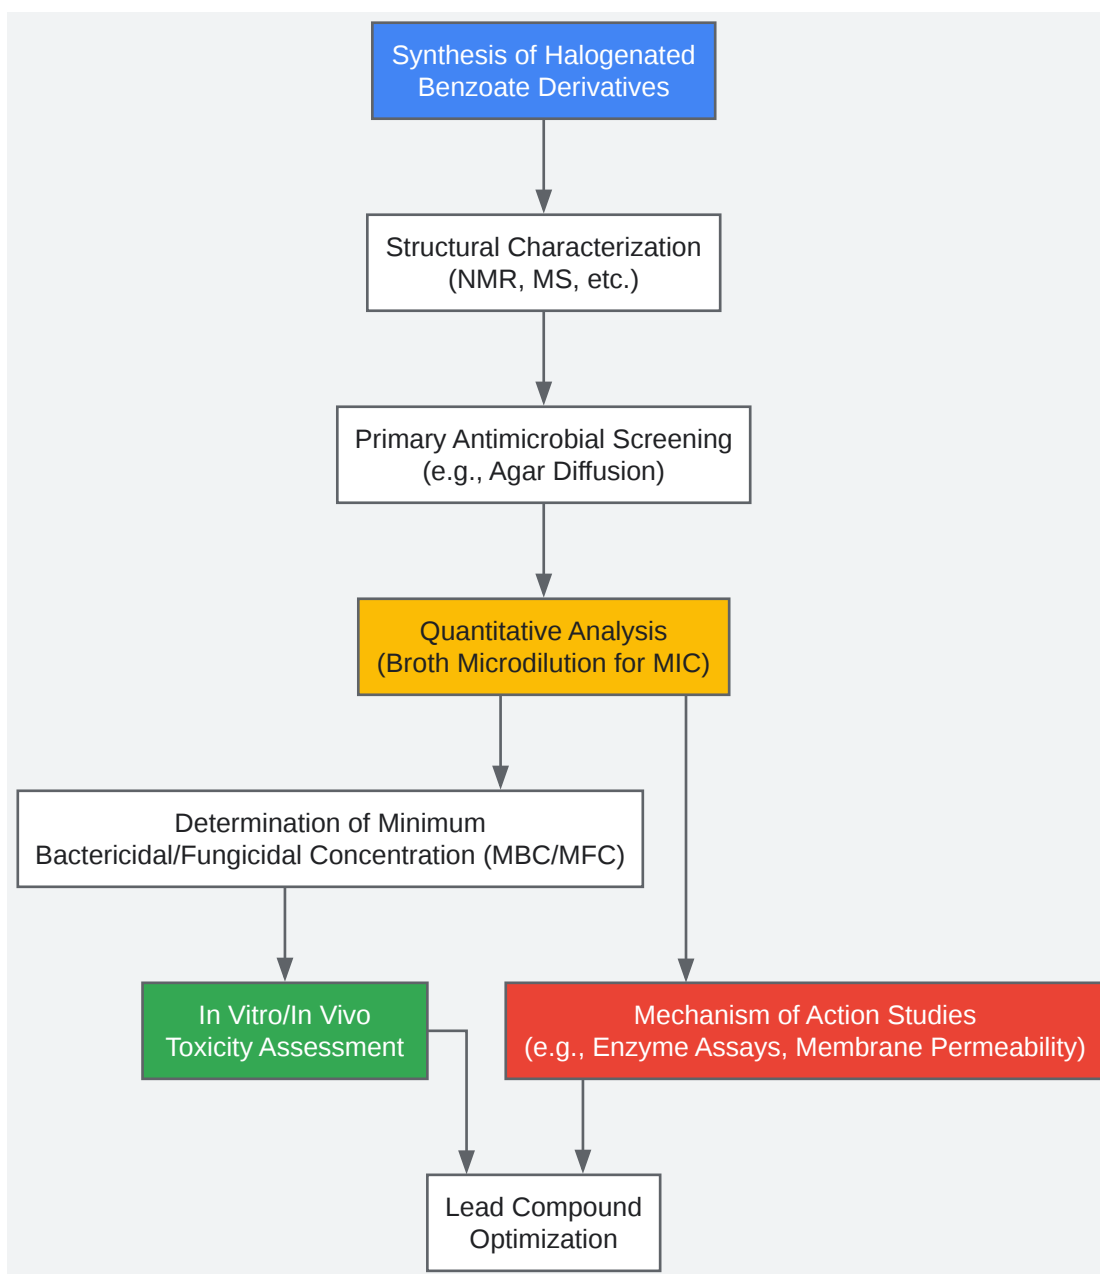 Synthesis of Halogenated
Benzoate Derivatives
Structural Characterization
(NMR, MS, etc.)
Primary Antimicrobial Screening
(e.g., Agar Diffusion)
Quantitative Analysis
(Broth Microdilution for MIC)
Determination of Minimum
Bactericidal/Fungicidal Concentration (MBC/MFC)
In Vitro/In Vivo
Toxicity Assessment
Mechanism of Action Studies
(e.g., Enzyme Assays, Membrane Permeability)
Lead Compound
Optimization